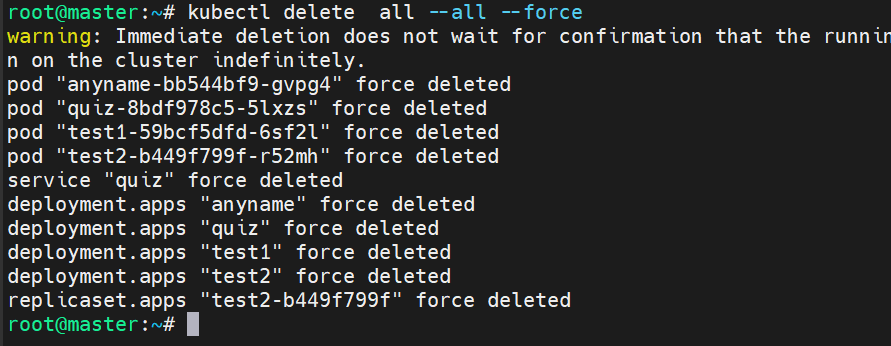 root@master:~# kubectl delete  all --all --force
warning: Immediate deletion does not wait for confirmation that the runnin
n on the cluster indefinitely.
pod "anyname-bb544bf9-gvpg4" force deleted
pod "quiz-8bdf978c5-5lxzs" force deleted
pod "test1-59bcf5dfd-6sf2l" force deleted
pod "test2-b449f799f-r52mh" force deleted
service "quiz" force deleted
deployment.apps "anyname" force deleted
deployment.apps "quiz" force deleted
deployment.apps "test1" force deleted
deployment.apps "test2" force deleted
replicaset.apps "test2-b449f799f" force deleted
root@master:~#